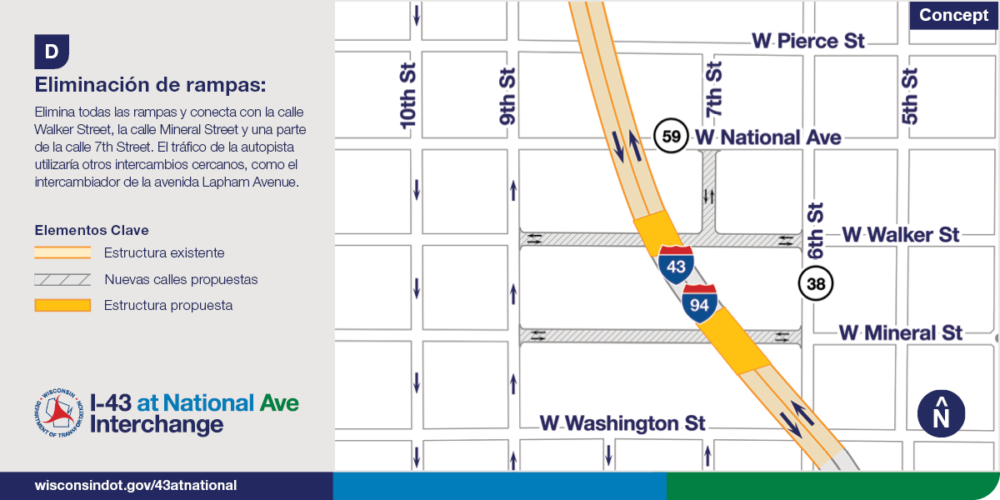 D
Eliminación de rampas:
Elimina todas las rampas y conecta con la calle
Walker Street, la calle Mineral Street y una parte
de la calle 7th Street. El tráfico de la autopista
utilizaría otros intercambios cercanos, como el
intercambiador de la avenida Lapham Avenue.
Elementos Clave
Estructura existente
Nuevas calles propuestas
Estructura propuesta
WISCONSIN
DEPARTMENT OF TRANSPORTATION
I-43 at National Ave
Interchange
wisconsindot.gov/43atnational
Concept
W Pierce St
10th St
9th St
7th St
5th St
59
W National Ave
6th St
W Walker St
43
38
94
W Mineral St
W Washington St
N